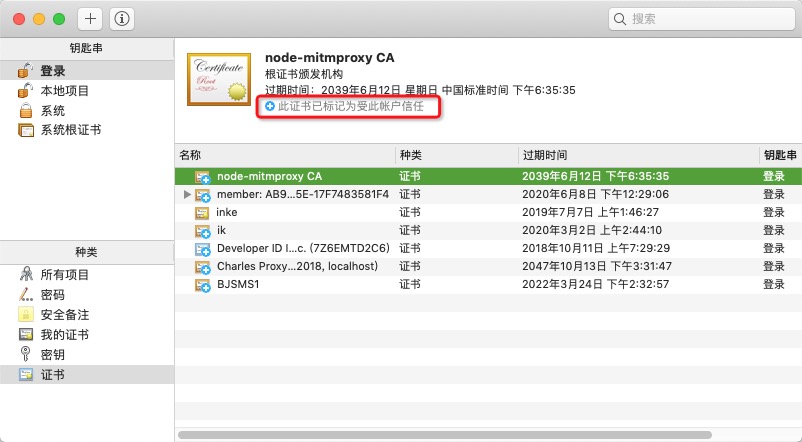 搜索
钥匙串
登录
本地项目
系统
系统根证书
node-mitmproxy CA
根证书颁发机构
过期时间：2039年6月12日 星期日 中国标准时间 下午6:35:35
此证书已标记为受此帐户信任
名称 种类 过期时间 钥匙串
node-mitmproxy CA 证书 2039年6月12日 下午6:35:35 登录
member: AB9...5E-17F7483581F4 证书 2020年6月8日 下午12:29:06 登录
inke 证书 2019年7月7日 上午1:46:27 登录
ik 证书 2020年3月2日 上午2:44:10 登录
Developer ID I...c. (7Z6EMTD2C6) 证书 2018年10月11日 上午7:29:29 登录
Charles Proxy...2018, localhost) 证书 2047年10月13日 下午3:31:47 登录
BJSMS1 证书 2022年3月24日 下午2:32:57 登录
种类
所有项目
密码
安全备注
我的证书
密钥
证书